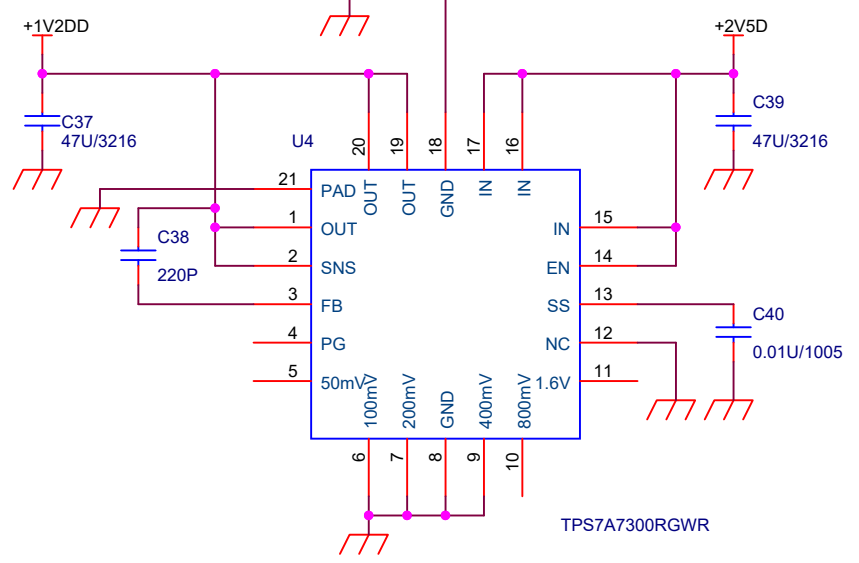 +1V2DD
+2V5D
C37
47U/3216
C39
47U/3216
U4
20
19
18
17
16
OUT
OUT
GND
IN
IN
21
PAD
1
OUT
2
SNS
3
FB
4
PG
5
50mV
C38
220P
15
IN
14
EN
13
SS
12
NC
11
1.6V
C40
0.01U/1005
100mV
200mV
GND
400mV
800mV
6
7
8
9
10
TPS7A7300RGWR